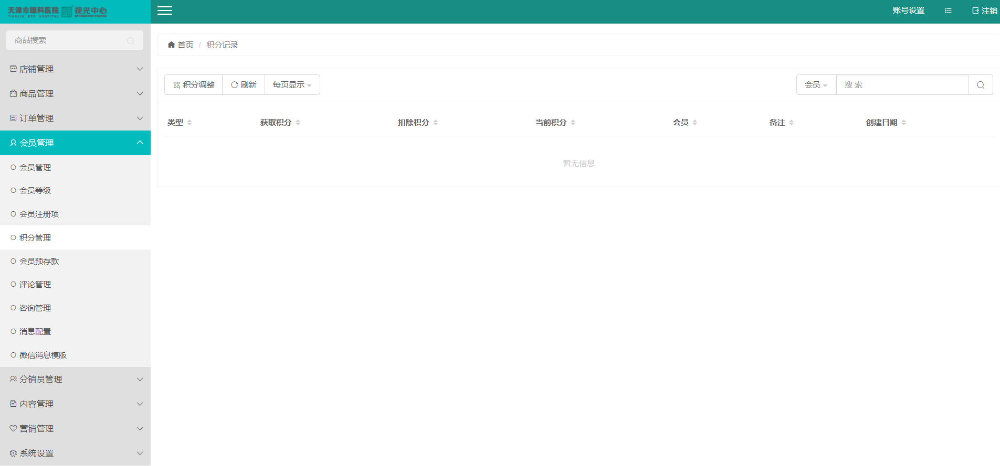 天津市眼科医院 视光中心
TIANJIN EYE HOSPITAL OPTOMETRIC CENTER
账号设置 注销
商品搜索
店铺管理
商品管理
订单管理
会员管理
会员管理
会员等级
会员注册项
积分管理
会员预存款
评论管理
咨询管理
消息配置
微信消息模版
分销员管理
内容管理
营销管理
系统设置
首页 / 积分记录
积分调整 刷新 每页显示 会员 搜 索
类型 获取积分 扣除积分 当前积分 会员 备注 创建日期
暂无信息